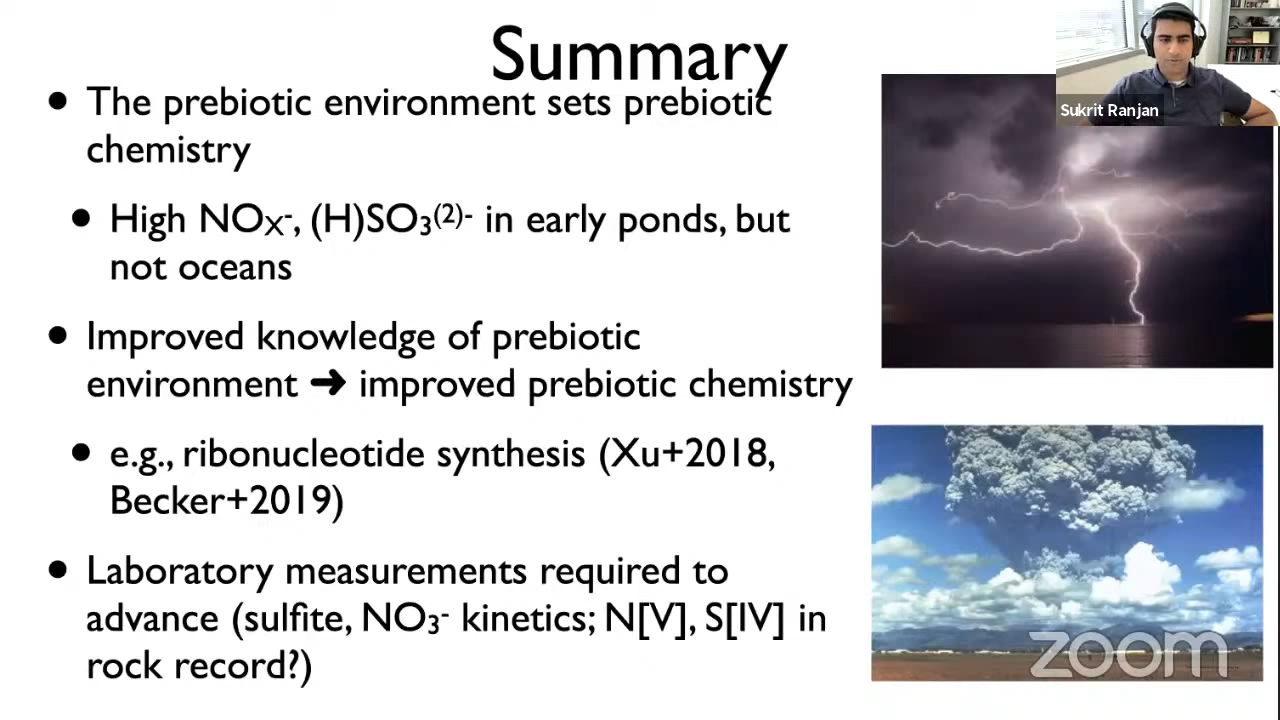 Summary
• The prebiotic environment sets prebiotic
chemistry
• High NOX-, (H)SO3(2)- in early ponds, but
not oceans
• Improved knowledge of prebiotic
environment ➜ improved prebiotic chemistry
• e.g., ribonucleotide synthesis (Xu+2018,
Becker+2019)
• Laboratory measurements required to
advance (sulfite, NO3- kinetics; N[V], S[IV] in
rock record?)
Sukrit Ranjan
zoom